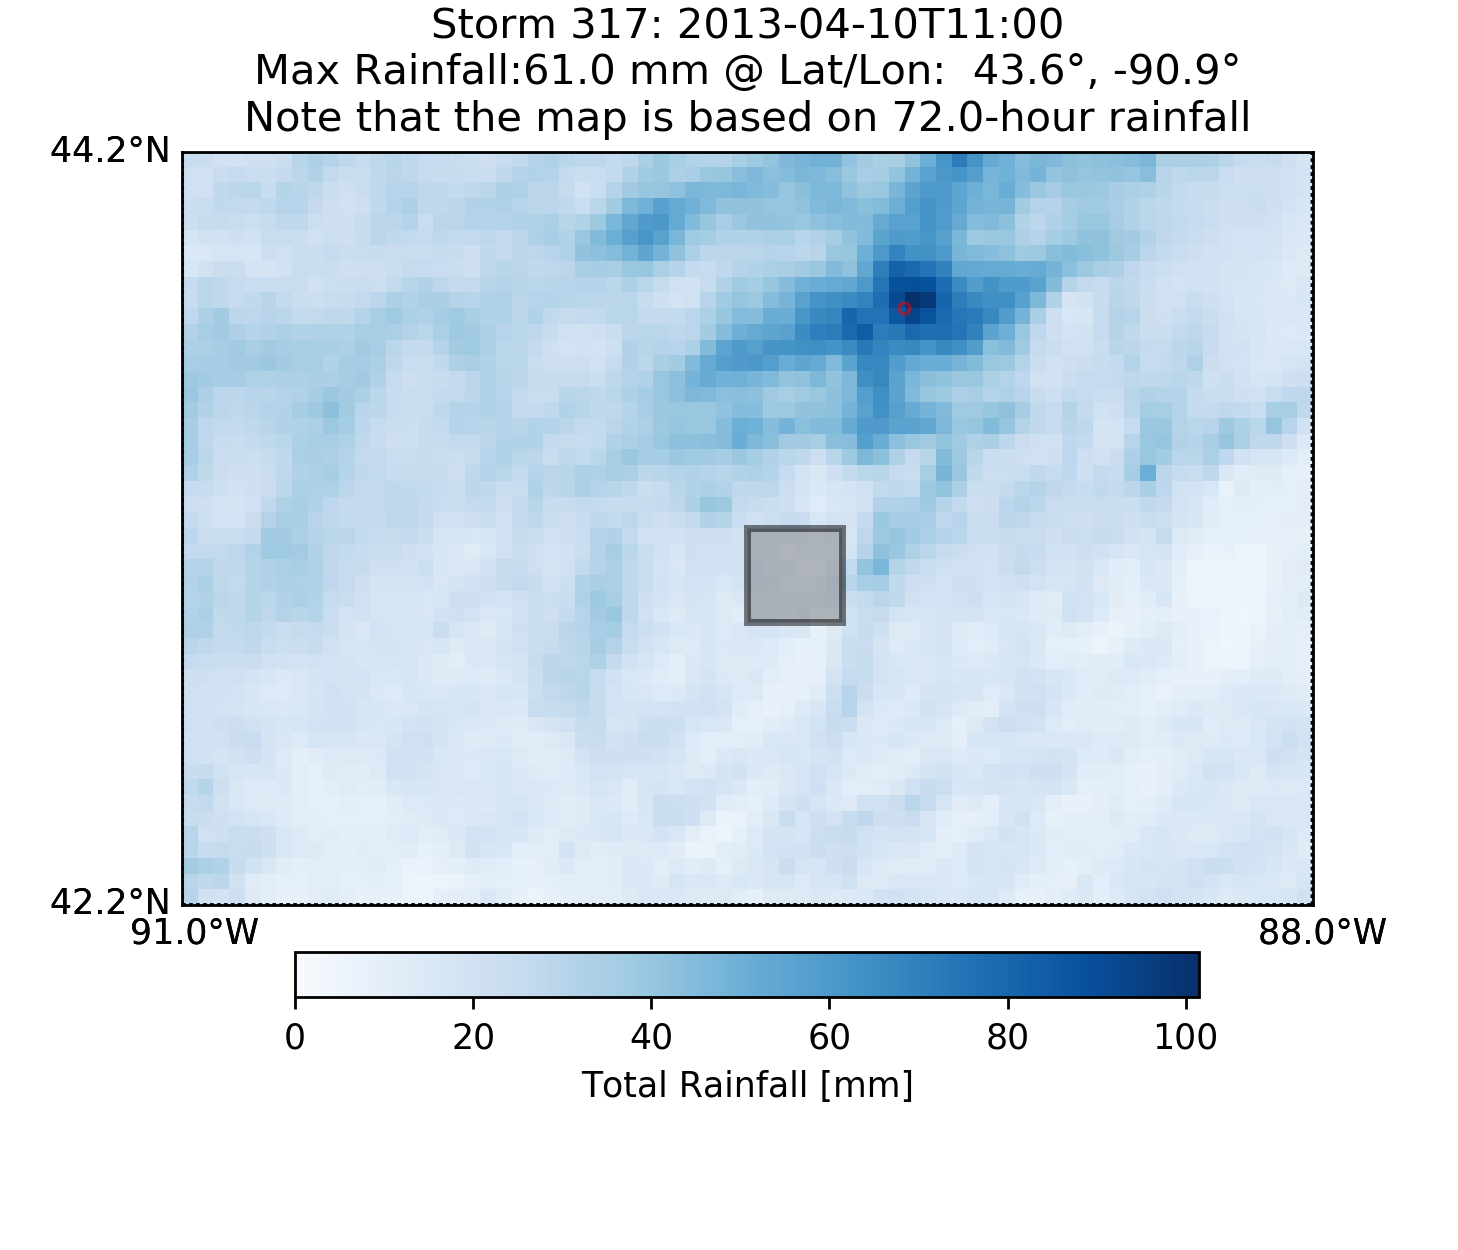 Storm 317: 2013-04-10T11:00
Max Rainfall:61.0 mm @ Lat/Lon:  43.6°, -90.9°
Note that the map is based on 72.0-hour rainfall
44.2°N
42.2°N
91.0°W 88.0°W
0 20 40 60 80 100
Total Rainfall [mm]